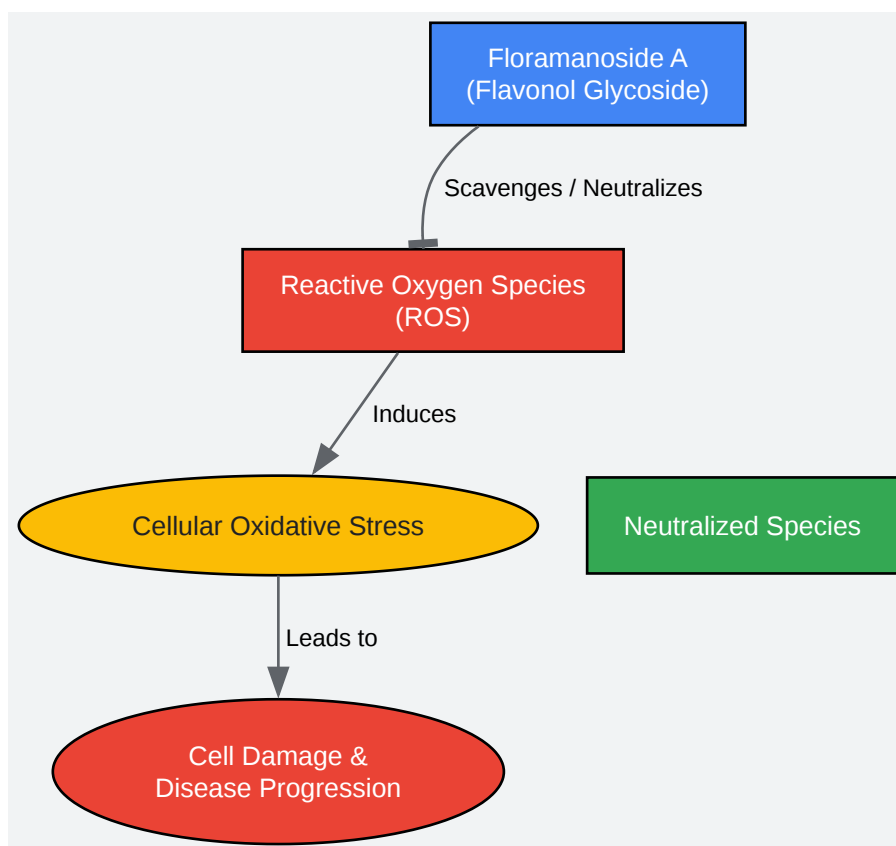 Floramanoside A
(Flavonol Glycoside)
Scavenges / Neutralizes
Reactive Oxygen Species
(ROS)
Induces
Cellular Oxidative Stress
Neutralized Species
Leads to
Cell Damage &
Disease Progression